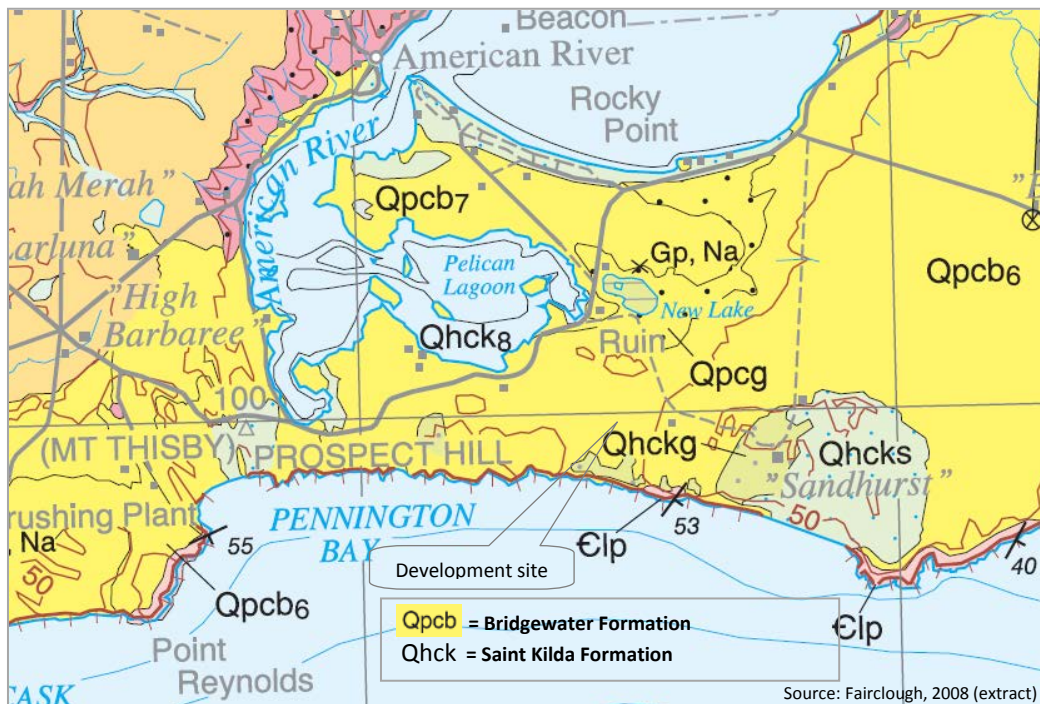 Beacon
American River
Rocky
Point
American River
ah Merah”
arluna”
Qpcb7
Gp, Na
Pelican
Lagoon
Qpcb6
"High
Barbaree"
Qhck8
New Lake
Ruin
Qpcg
100
(MT THISBY)
PROSPECT HILL
Qhckg
Qhcks
"Sandhurst"
50
rushing Plant
, Na
50
55
PENNINGTON
BAY
Ꞓlp
53
40
Development site
Qpcb6
Qpcb = Bridgewater Formation
Qhck = Saint Kilda Formation
Ꞓlp
Point
Reynolds
CASK
Source: Fairclough, 2008 (extract)